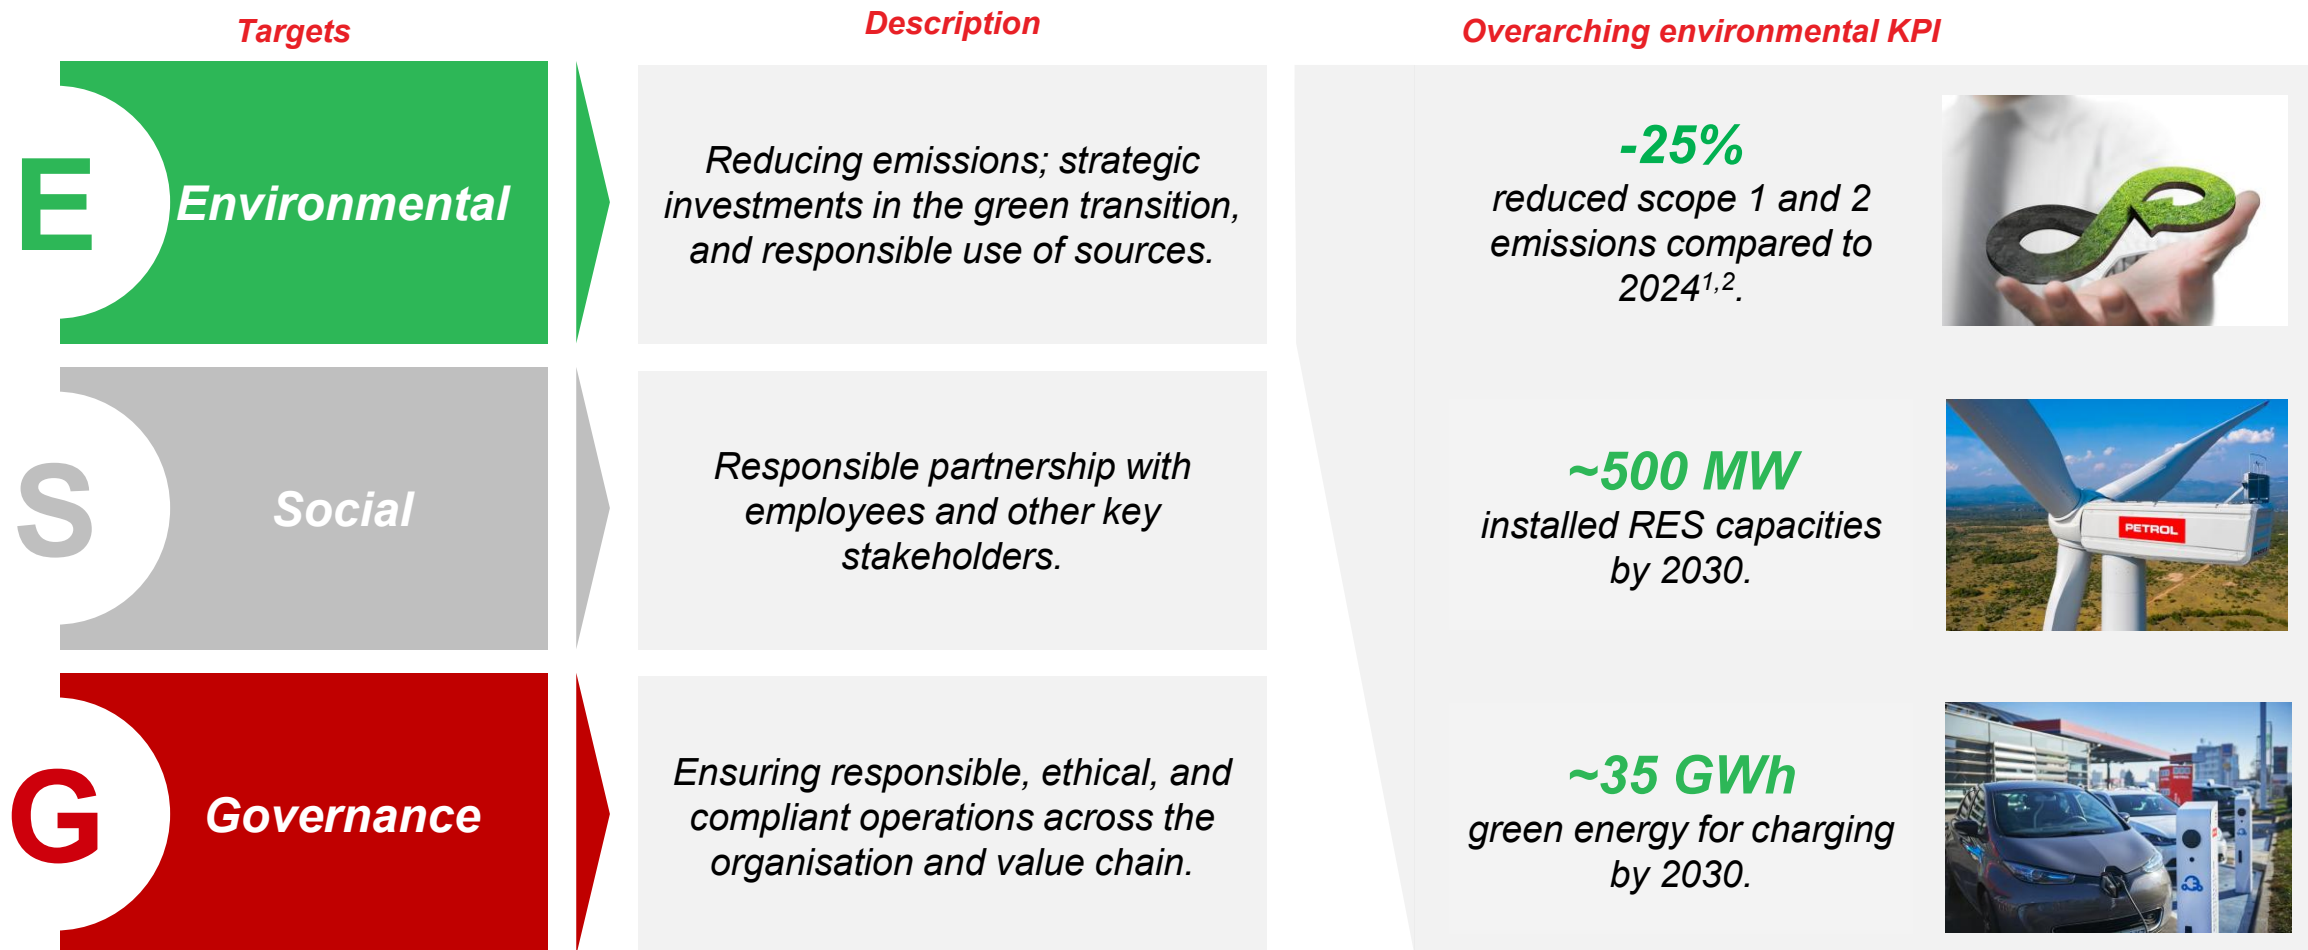 Targets
Description
Overarching environmental KPI
E
Environmental
Reducing emissions; strategic
investments in the green transition,
and responsible use of sources.
-25%
reduced scope 1 and 2
emissions compared to
2024¹,².
S
Social
Responsible partnership with
employees and other key
stakeholders.
~500 MW
installed RES capacities
by 2030.
PETROL
G
Governance
Ensuring responsible, ethical, and
compliant operations across the
organisation and value chain.
~35 GWh
green energy for charging
by 2030.